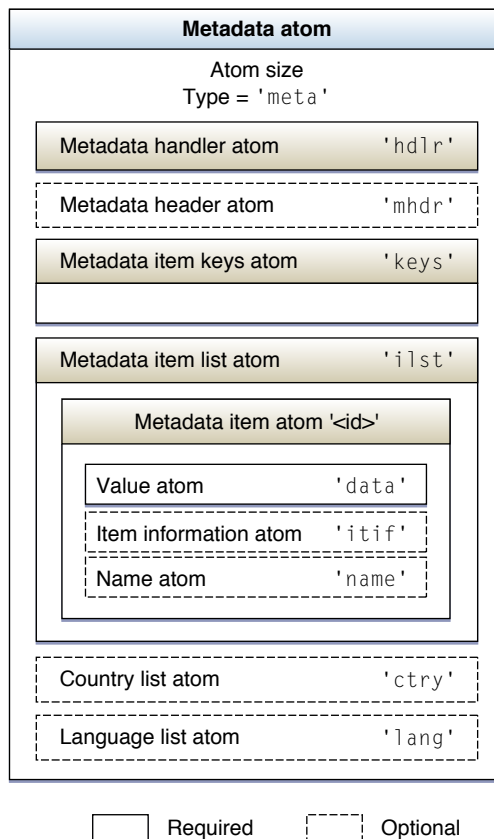 Metadata atom
Atom size
Type = 'meta'
Metadata handler atom 'hdlr'
Metadata header atom 'mhdr'
Metadata item keys atom 'keys'
Metadata item list atom 'ilst'
Metadata item atom '<id>'
Value atom 'data'
Item information atom 'itif'
Name atom 'name'
Country list atom 'ctry'
Language list atom 'lang'
Required Optional